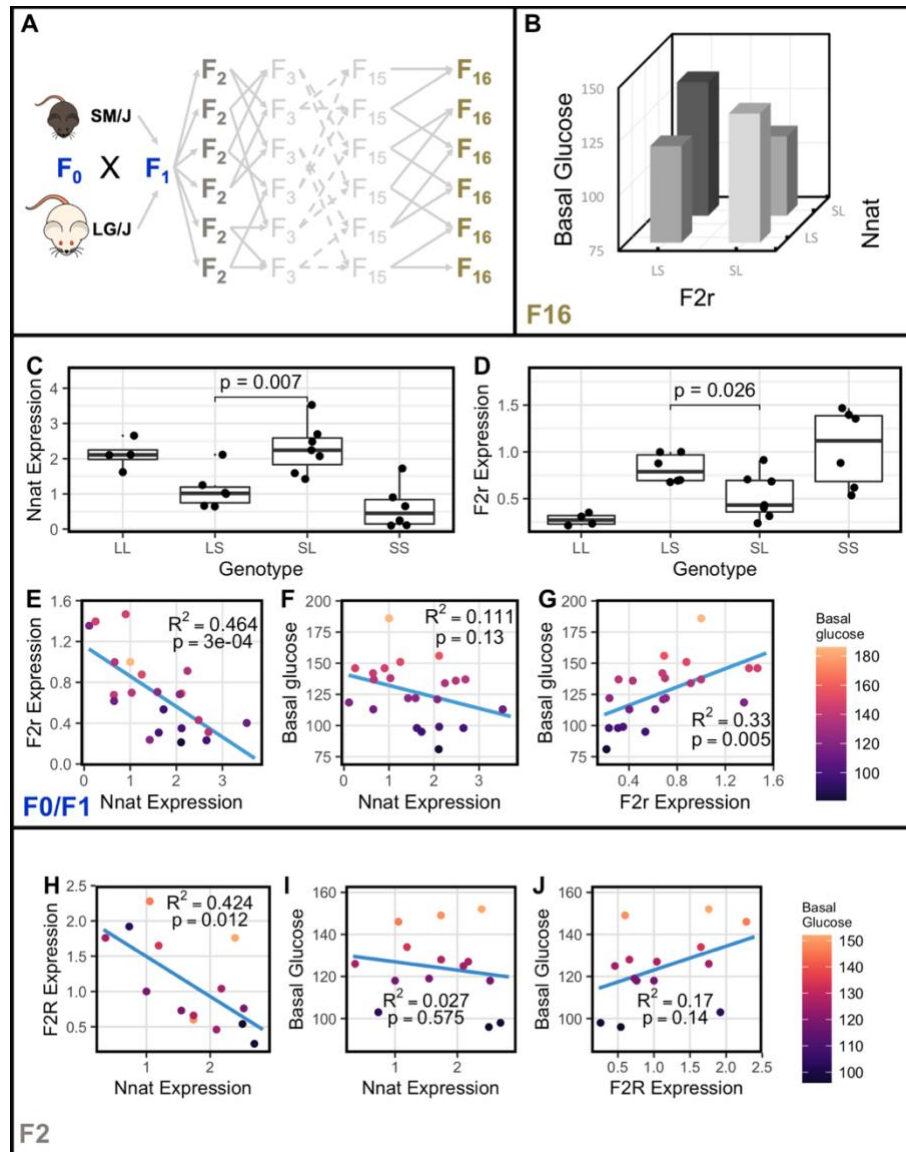 A
SM/J
F0 X F1
LG/J
F2 F3 F15 F16
F2 F3 F15 F16
F2 F3 F15 F16
F2 F3 F15 F16
F2 F3 F15 F16
F2 F3 F15 F16
B
Basal Glucose
150
125
100
75
LS
SL
F2r
LS
SL
Nnat
F16
C
Nnat Expression
4
3
2
1
0
p = 0.007
LL LS SL SS
Genotype
D
F2r Expression
1.5
1.0
0.5
p = 0.026
LL LS SL SS
Genotype
E
F2r Expression
1.6
1.2
0.8
0.4
0.0
R2 = 0.464
p = 3e-04
0 1 2 3
Nnat Expression
F
Basal glucose
200
175
150
125
100
75
R2 = 0.111
p = 0.13
0 1 2 3
Nnat Expression
G
Basal glucose
200
175
150
125
100
75
R2 = 0.33
p = 0.005
0.4 0.8 1.2 1.6
F2r Expression
Basal
glucose
180
160
140
120
100
F0/F1
H
F2R Expression
2.5
2.0
1.5
1.0
0.5
R2 = 0.424
p = 0.012
1 2
Nnat Expression
I
Basal Glucose
160
140
120
100
R2 = 0.027
p = 0.575
1 2
Nnat Expression
J
Basal Glucose
160
140
120
100
R2 = 0.17
p = 0.14
0.5 1.0 1.5 2.0 2.5
F2R Expression
Basal
Glucose
150
140
130
120
110
100
F2